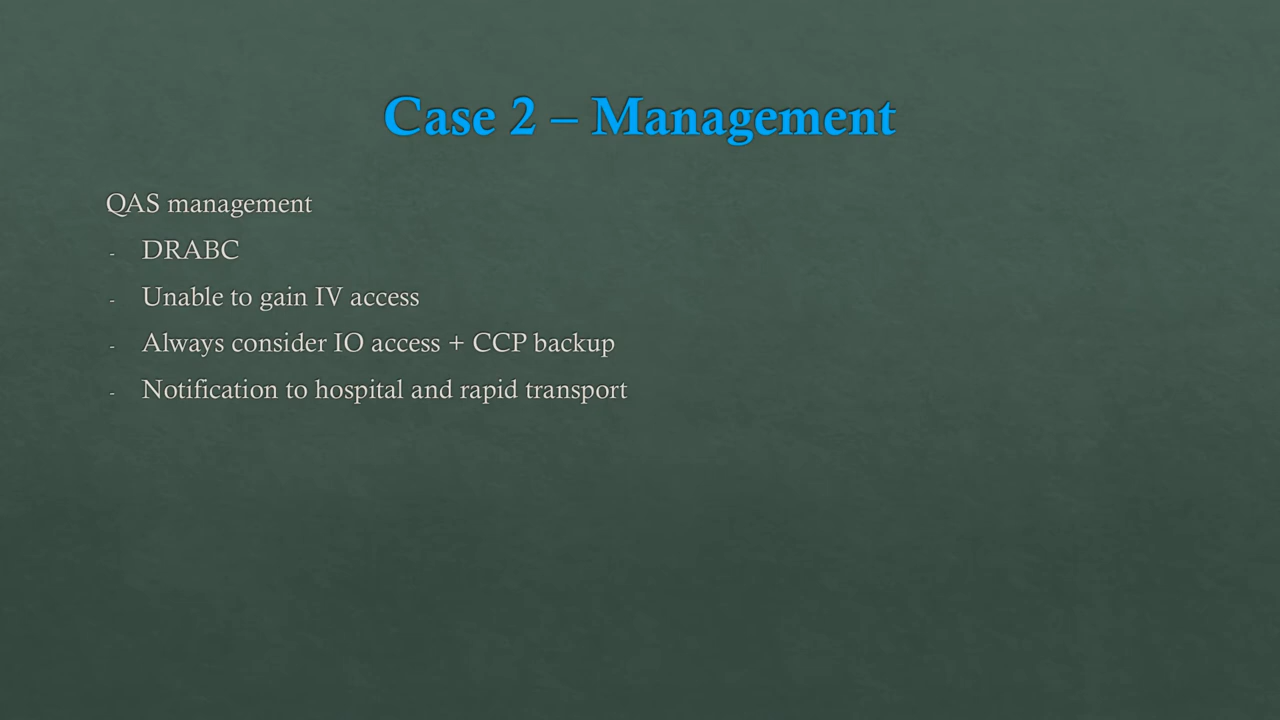 Case 2 – Management
QAS management
- DRABC
- Unable to gain IV access
- Always consider IO access + CCP backup
- Notification to hospital and rapid transport